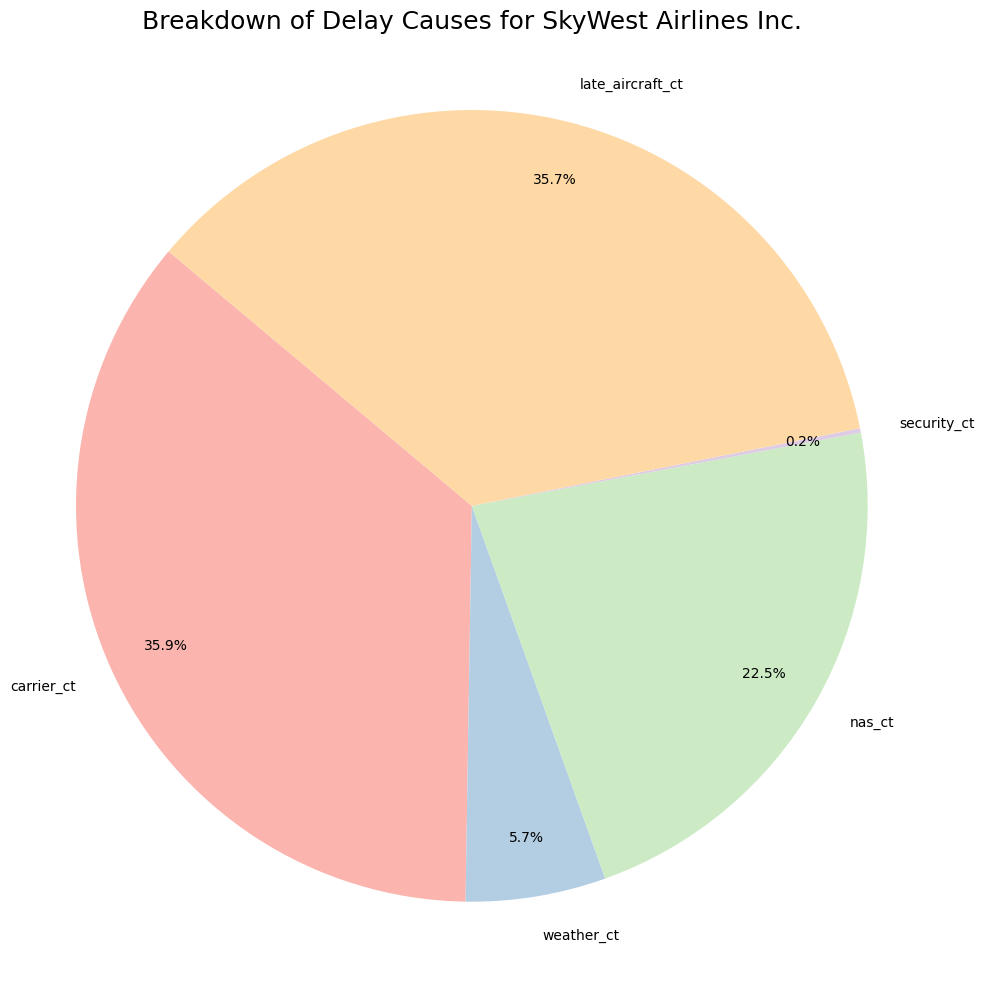 Breakdown of Delay Causes for SkyWest Airlines Inc.
late_aircraft_ct
35.7%
security_ct
0.2%
35.9%
carrier_ct
22.5%
nas_ct
5.7%
weather_ct